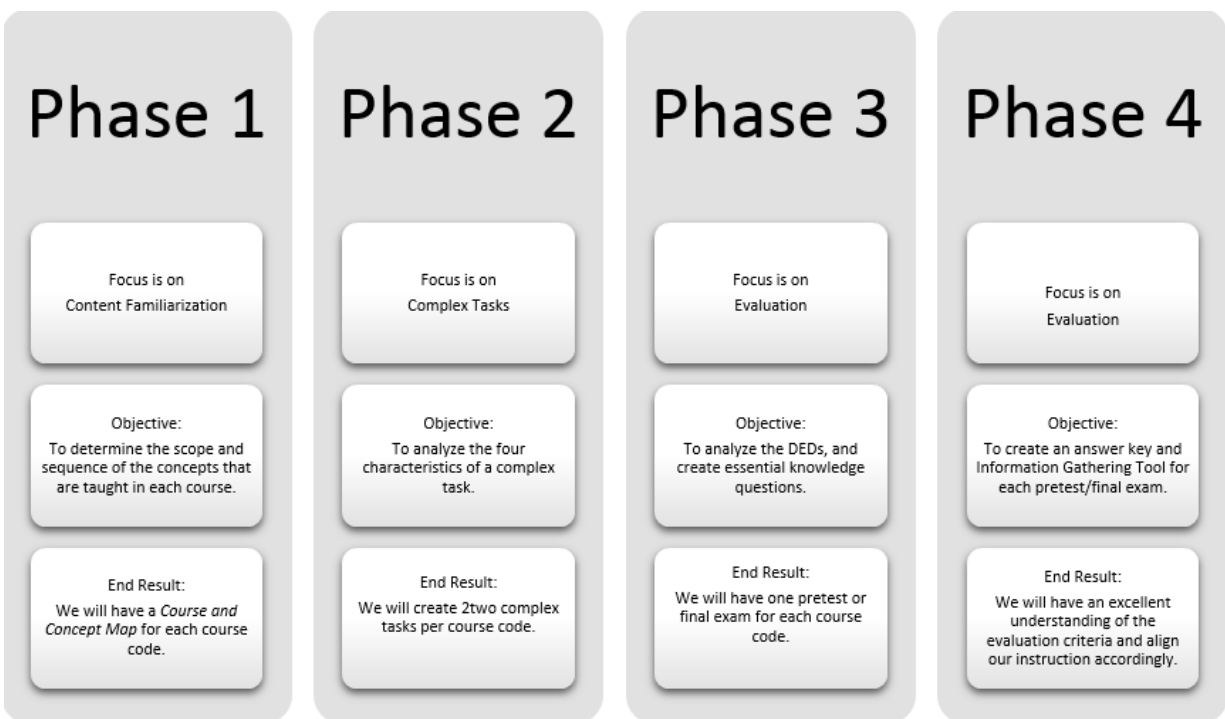 Phase 1
Focus is on
Content Familiarization
Objective:
To determine the scope and
sequence of the concepts that
are taught in each course.
End Result:
We will have a Course and
Concept Map for each course
code.
Phase 2
Focus is on
Complex Tasks
Objective:
To analyze the four
characteristics of a complex
task.
End Result:
We will create 2two complex
tasks per course code.
Phase 3
Focus is on
Evaluation
Objective:
To analyze the DEDs, and
create essential knowledge
questions.
End Result:
We will have one pretest or
final exam for each course
code.
Phase 4
Focus is on
Evaluation
Objective:
To create an answer key and
Information Gathering Tool for
each pretest/final exam.
End Result:
We will have an excellent
understanding of the
evaluation criteria and align
our instruction accordingly.